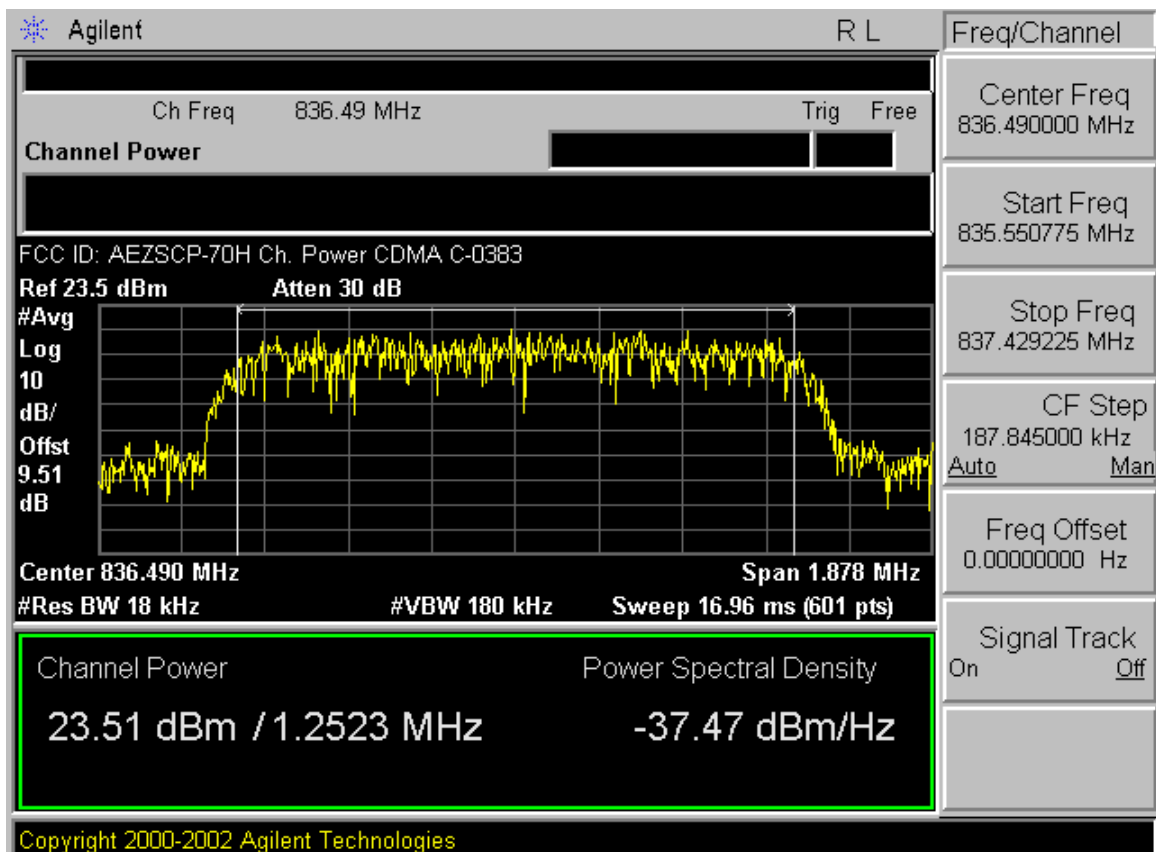 Agilent R L
Freq/Channel
Ch Freq 836.49 MHz Trig Free
Channel Power
FCC ID: AEZSCP-70H Ch. Power CDMA C-0383
Ref 23.5 dBm Atten 30 dB
#Avg
Log
10
dB/
Offst
9.51
dB
Center 836.490 MHz Span 1.878 MHz
#Res BW 18 kHz #VBW 180 kHz Sweep 16.96 ms (601 pts)
Channel Power Power Spectral Density
23.51 dBm / 1.2523 MHz -37.47 dBm/Hz
Center Freq
836.490000 MHz
Start Freq
835.550775 MHz
Stop Freq
837.429225 MHz
CF Step
187.845000 kHz
Auto Man
Freq Offset
0.00000000 Hz
Signal Track
On Off
Copyright 2000-2002 Agilent Technologies